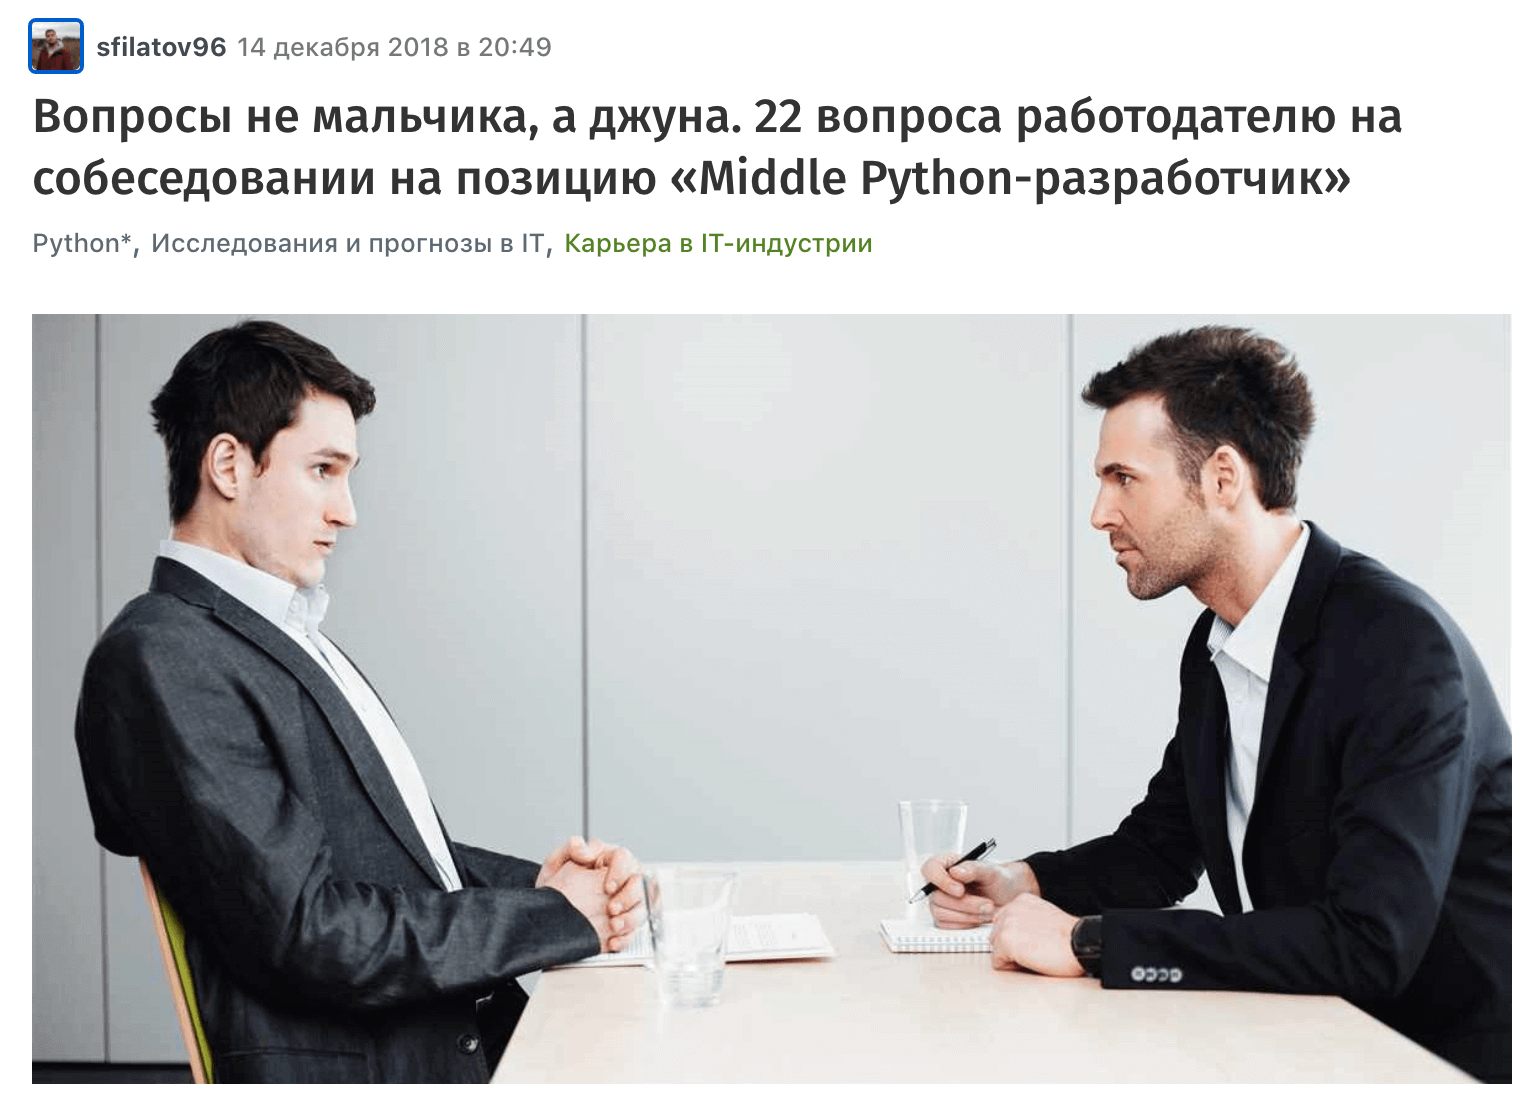 sfilatov96 14 декабря 2018 в 20:49
Вопросы не мальчика, а джуна. 22 вопроса работодателю на
собеседовании на позицию «Middle Python-разработчик»
Python*, Исследования и прогнозы в IT, Карьера в IT-индустрии